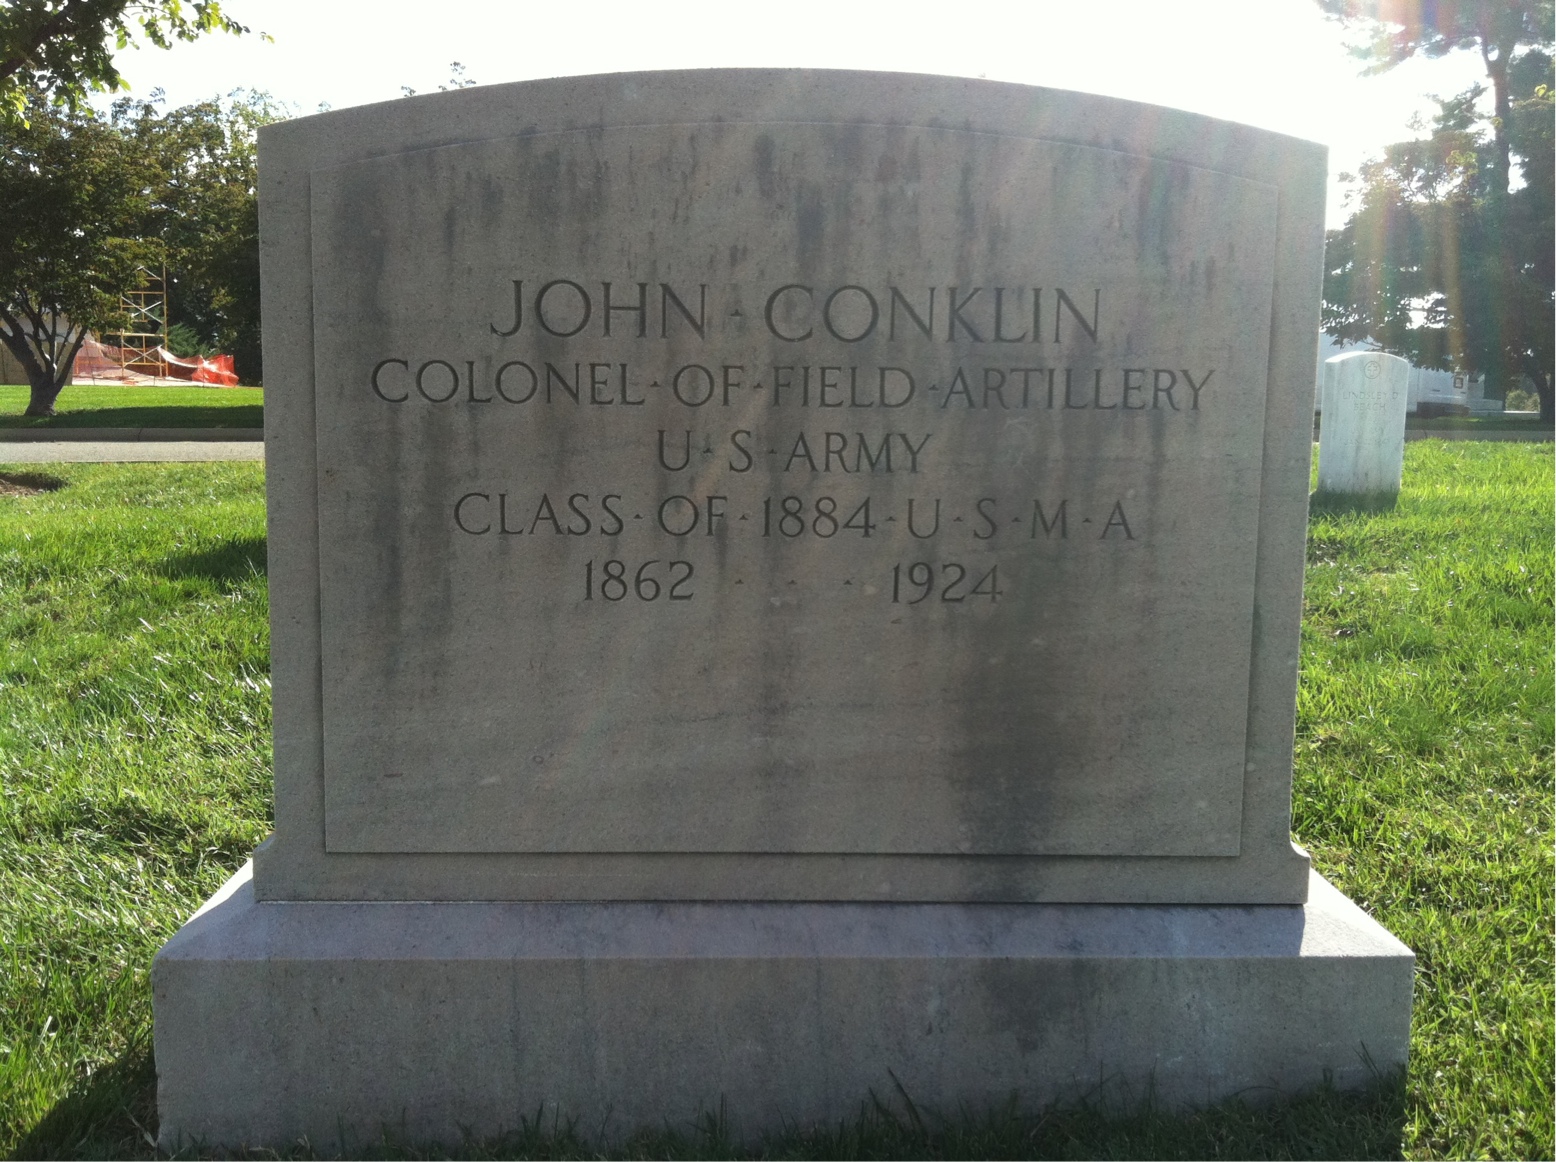 JOHN · CONKLIN
COLONEL · OF · FIELD · ARTILLERY
U · S · ARMY
CLASS · OF · 1884 · U · S · M · A
1862 · · · 1924